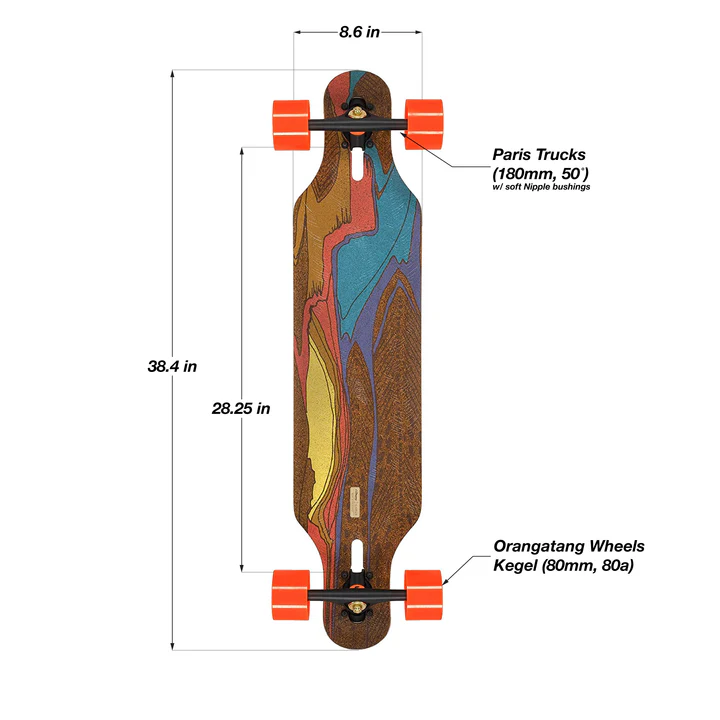 8.6 in
Paris Trucks
(180mm, 50°)
w/ soft Nipple bushings
38.4 in
28.25 in
Orangatang Wheels
Kegel (80mm, 80a)